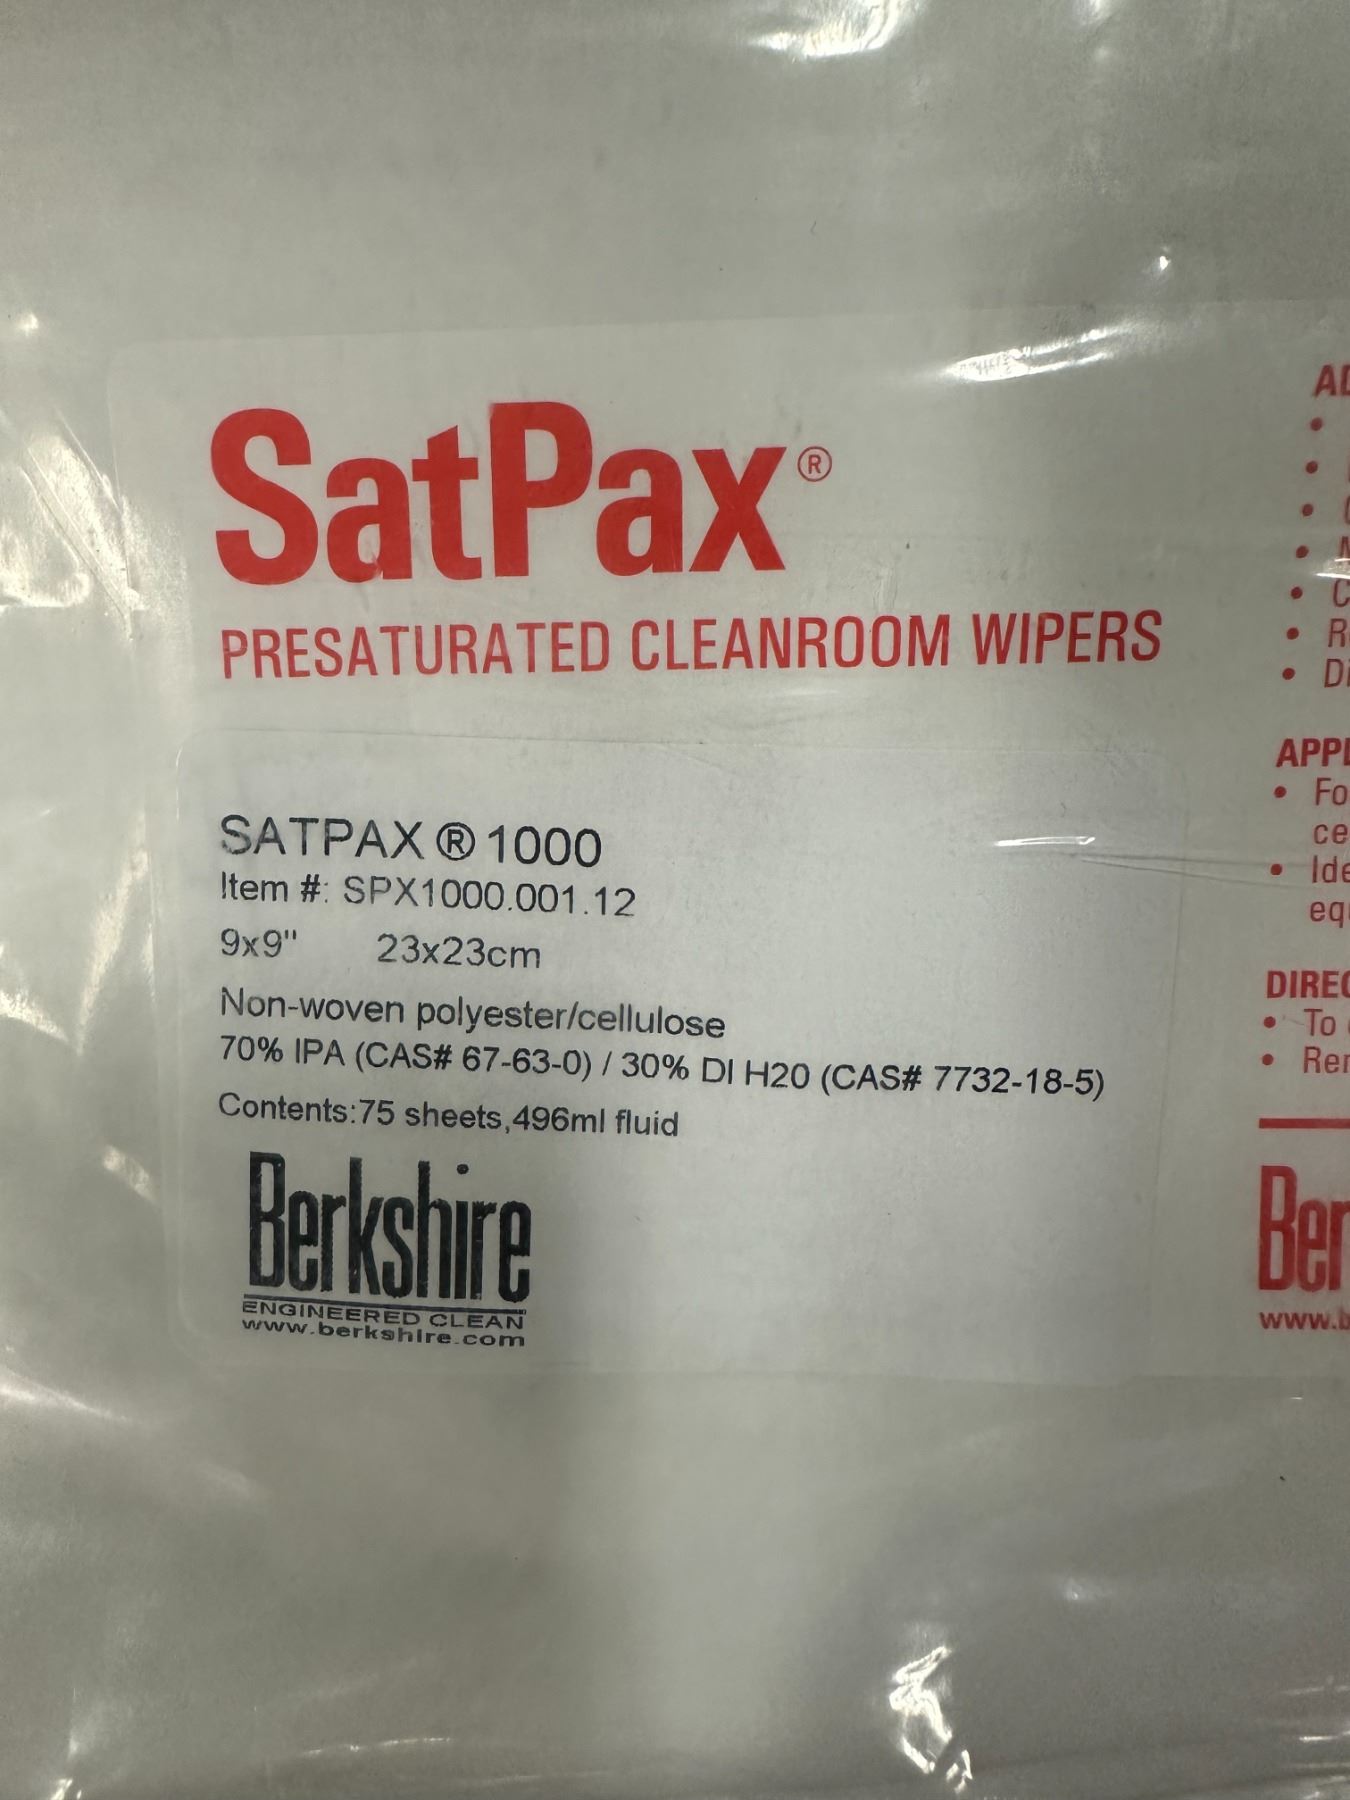 SatPax®
PRESATURATED CLEANROOM WIPERS
SATPAX ® 1000
Item #: SPX1000.001.12
9x9" 23x23cm
Non-woven polyester/cellulose
70% IPA (CAS# 67-63-0) / 30% DI H20 (CAS# 7732-18-5)
Contents:75 sheets,496ml fluid
Berkshire
ENGINEERED CLEAN
www.berkshire.com
To